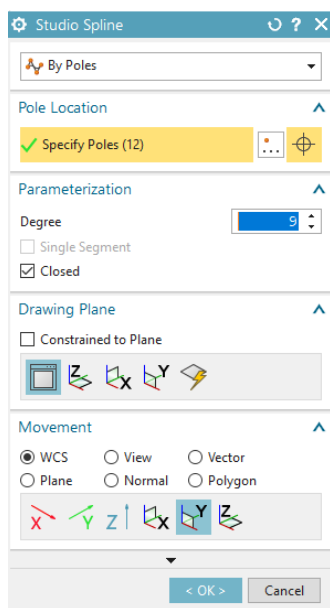 Studio Spline
By Poles
Pole Location
Specify Poles (12)
Parameterization
Degree 9
Single Segment
Closed
Drawing Plane
Constrained to Plane
Z X Y
Movement
WCS View Vector
Plane Normal Polygon
X Y Z X Y Z
< OK > Cancel